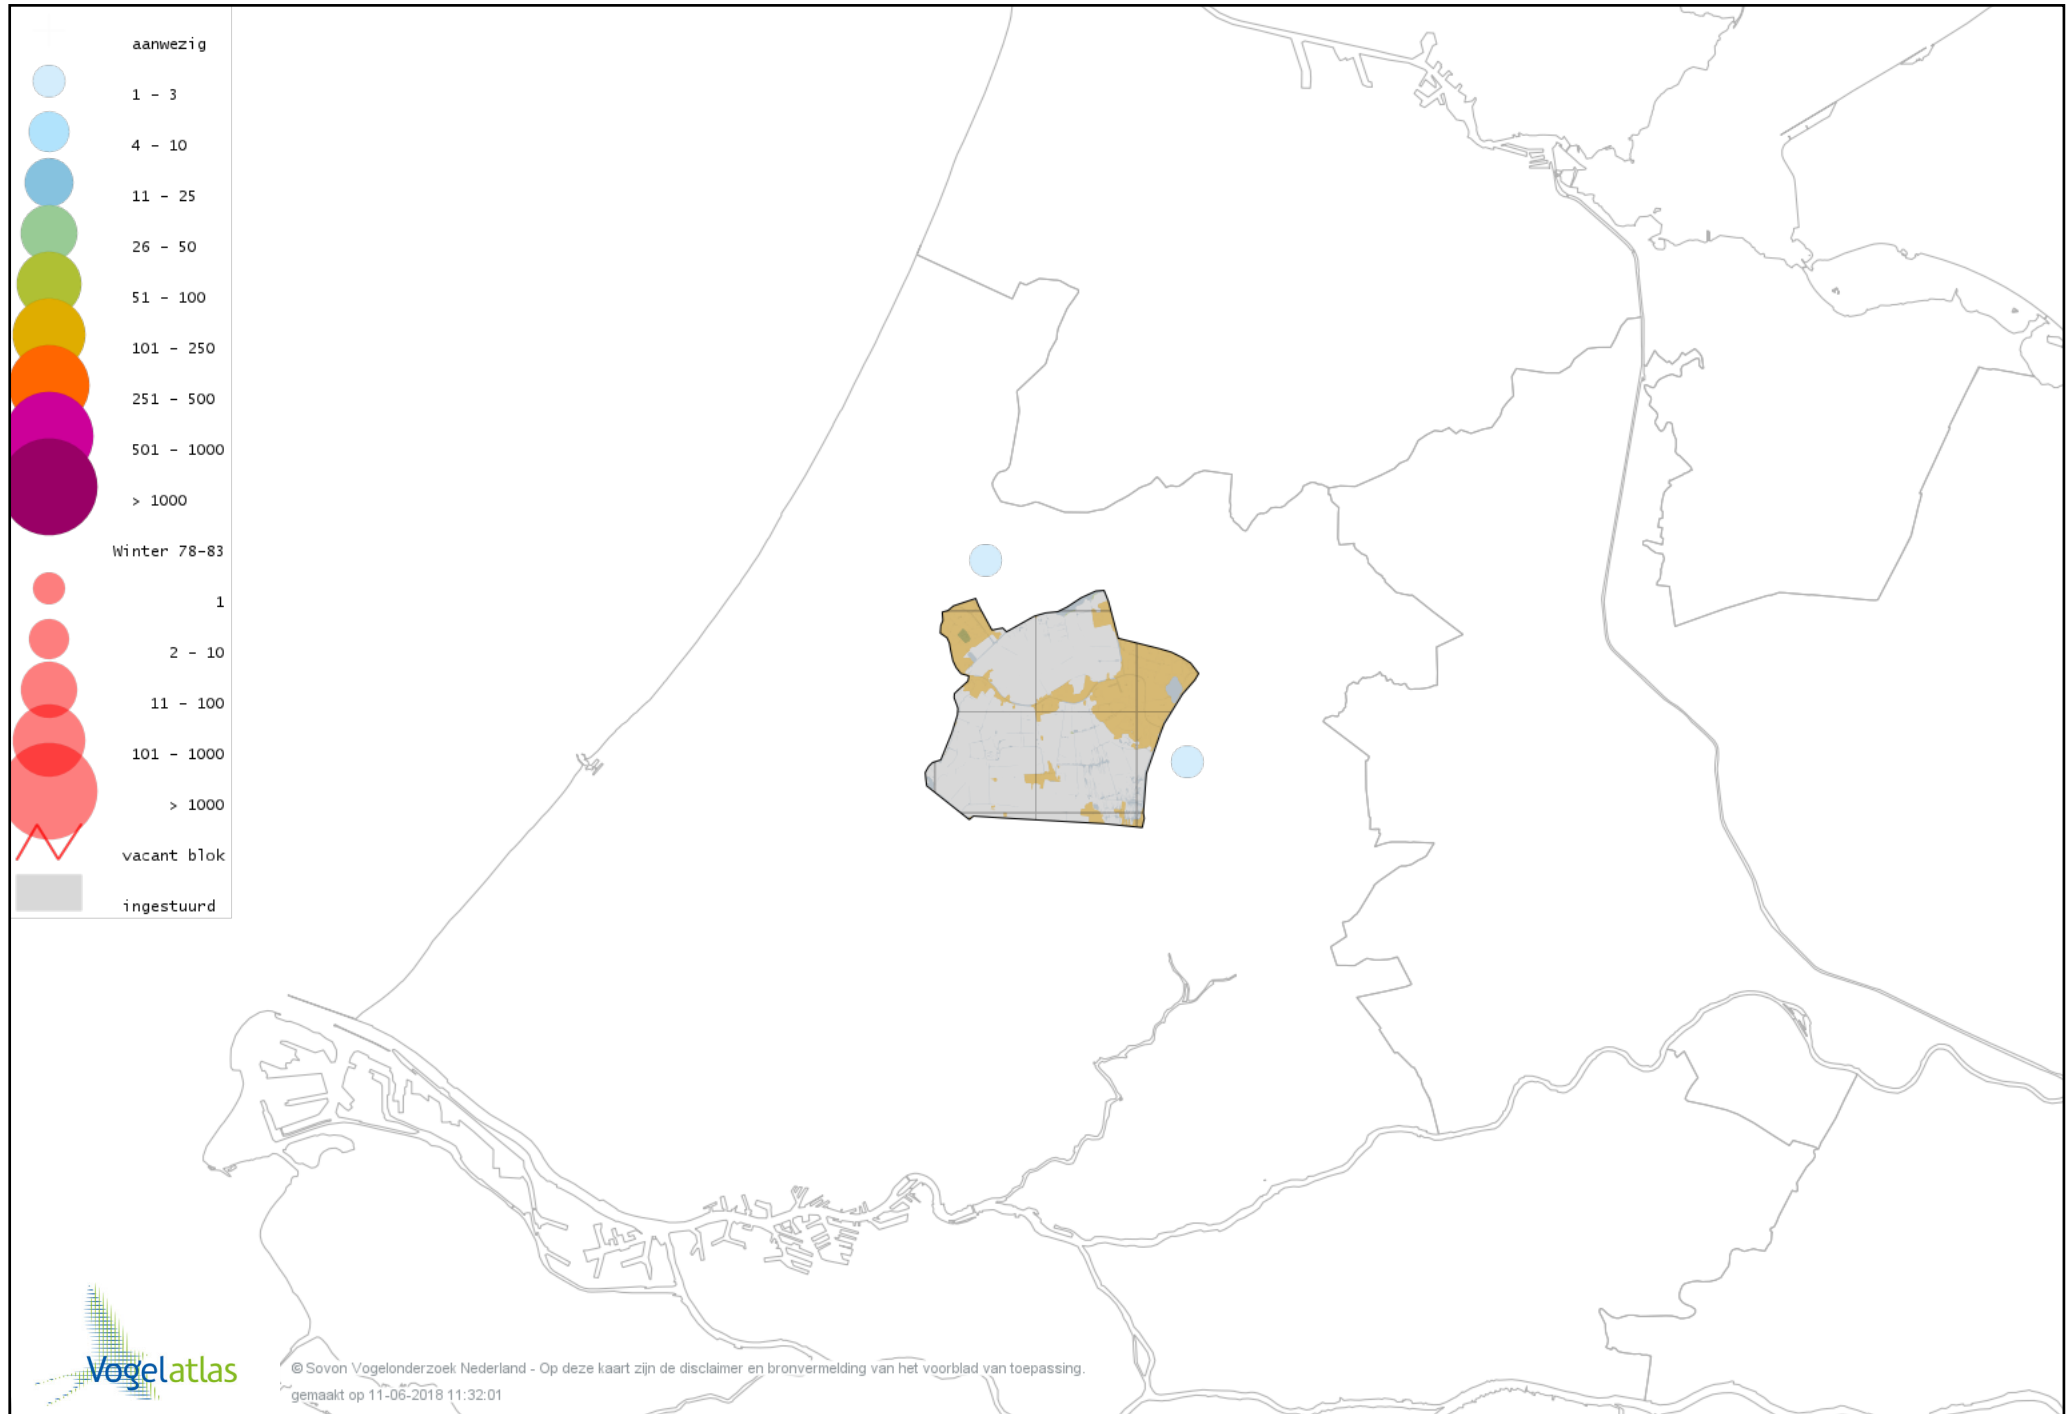 aanwezig
1 - 3
4 - 10
11 - 25
26 - 50
51 - 100
101 - 250
251 - 500
501 - 1000
> 1000
Winter 78-83
1
2 - 10
11 - 100
101 - 1000
> 1000
vacant blok
ingestuurd
Vogelatlas
© Sovon Vogelonderzoek Nederland - Op deze kaart zijn de disclaimer en bronvermelding van het voorblad van toepassing.
gemaakt op 11-06-2018 11:32:01